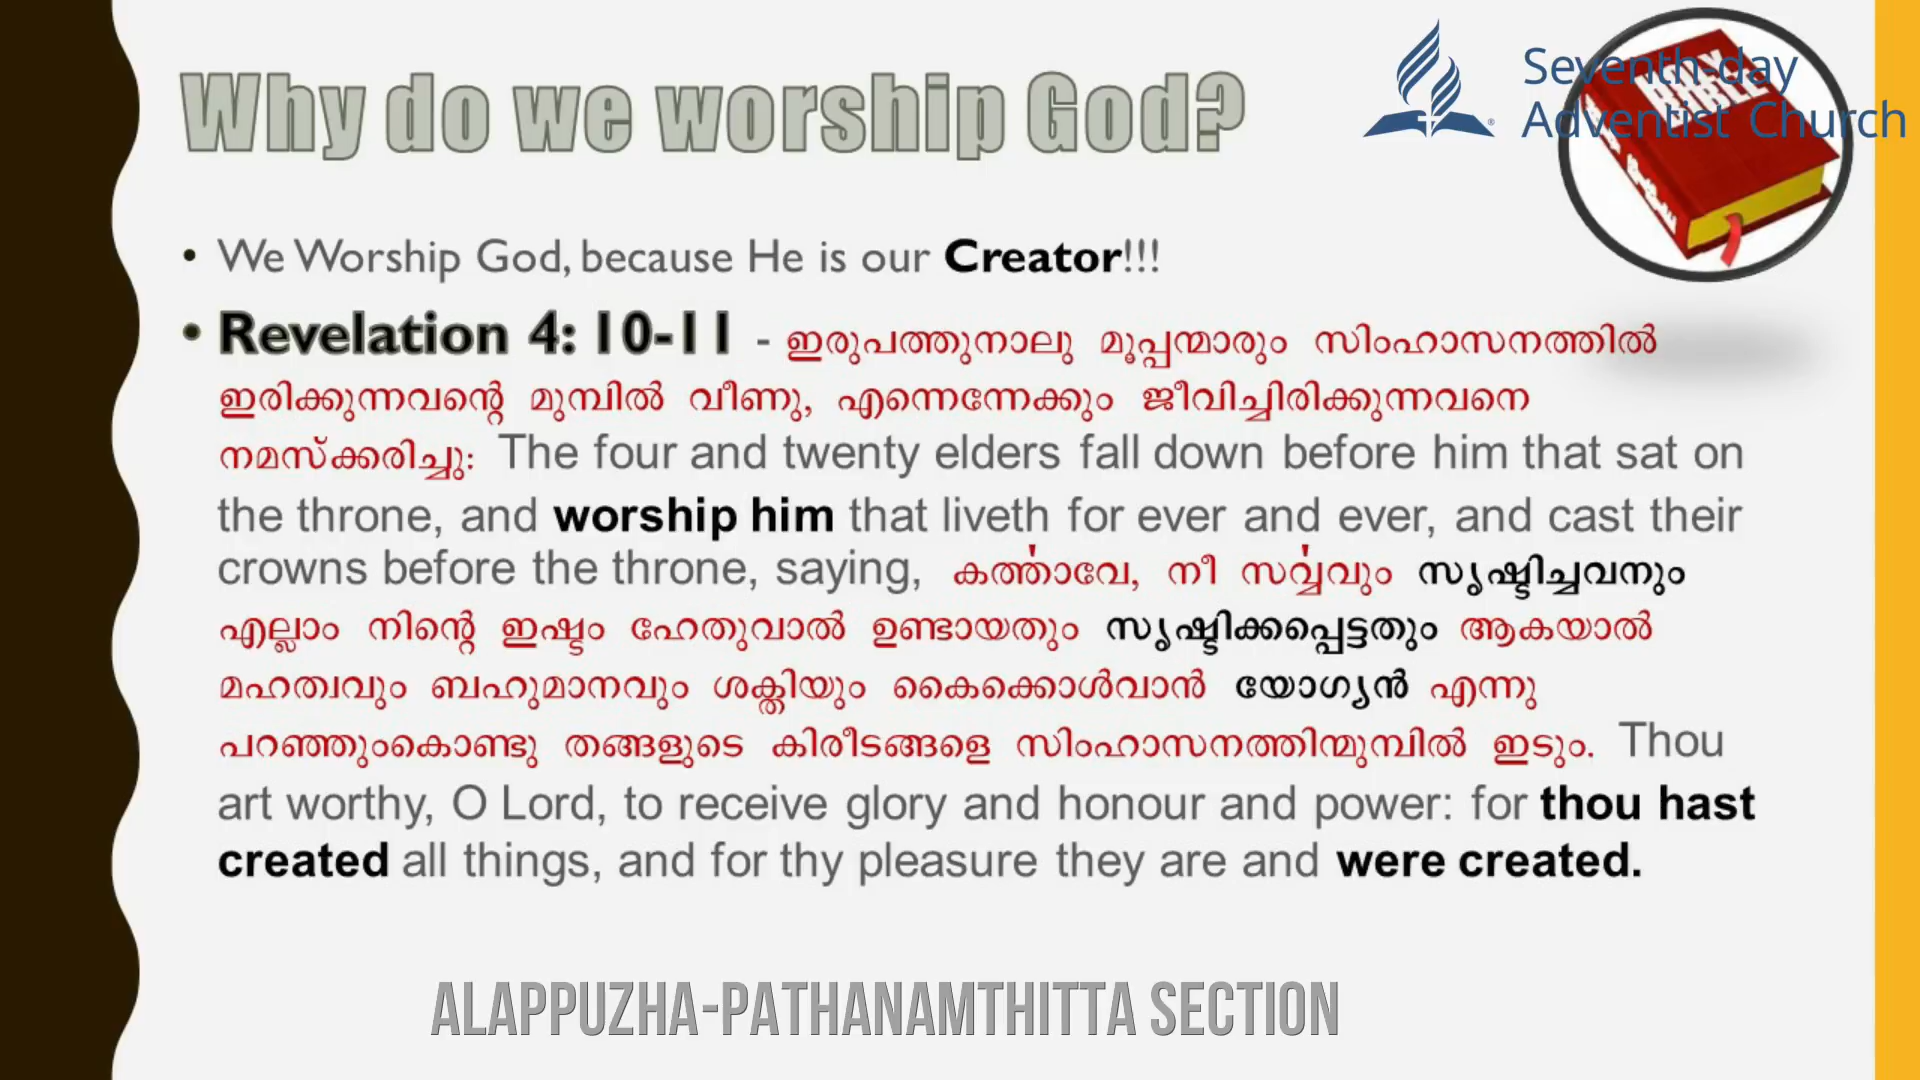 Why do we worship God?
Seventh-day
Adventist Church
BIBLE
• We Worship God, because He is our Creator!!!
• Revelation 4: 10-11 - ഇരുപത്തുനാലു മൂപ്പന്മാരും സിംഹാസനത്തിൽ
ഇരിക്കുന്നവന്റെ മുമ്പിൽ വീണു, എന്നെന്നേക്കും ജീവിച്ചിരിക്കുന്നവനെ
നമസ്ക്കരിച്ചു: The four and twenty elders fall down before him that sat on
the throne, and worship him that liveth for ever and ever, and cast their
crowns before the throne, saying, കൎത്താവേ, നീ സൎവ്വവും സൃഷ്ടിച്ചവനും
എല്ലാം നിന്റെ ഇഷ്ടം ഹേതുവാൽ ഉണ്ടായതും സൃഷ്ടിക്കപ്പെട്ടതും ആകയാൽ
മഹത്വവും ബഹുമാനവും ശക്തിയും കൈക്കൊൾവാൻ യോഗ്യൻ എന്നു
പറഞ്ഞുംകൊണ്ടു തങ്ങളുടെ കിരീടങ്ങളെ സിംഹാസനത്തിന്മുമ്പിൽ ഇടും. Thou
art worthy, O Lord, to receive glory and honour and power: for thou hast
created all things, and for thy pleasure they are and were created.
ALAPPUZHA-PATHANAMTHITTA SECTION